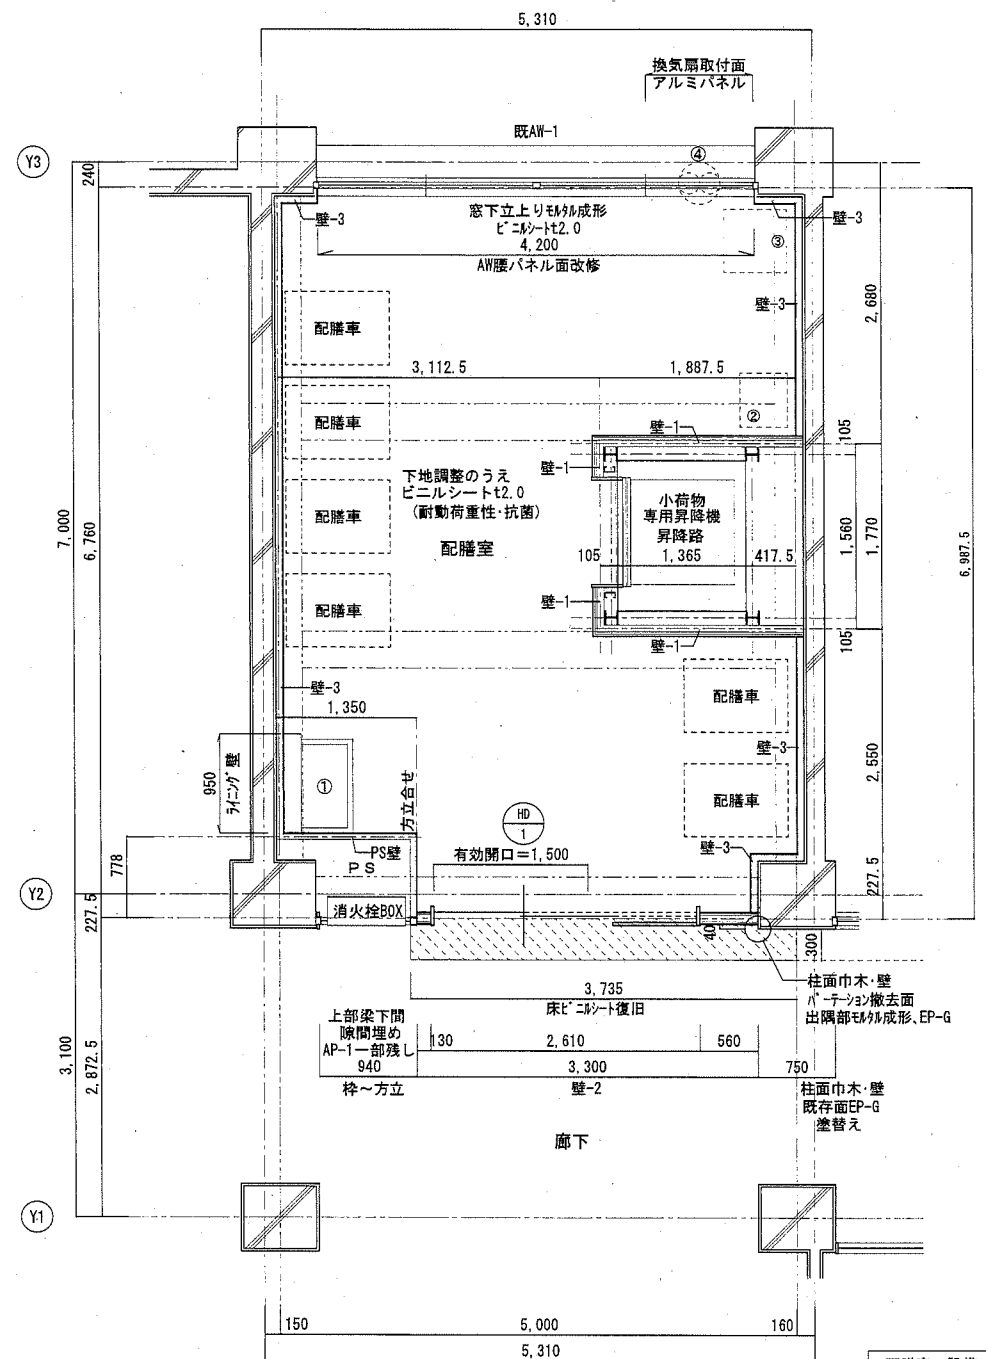 5,310
換気扇取付面
アルミパネル
既AW-1
④
Y3
240
壁-3
窓下立上りモルタル成形
ビニルシートt2.0
4,200
AW腰パネル面改修
壁-3
③
壁-3
2,680
配膳車
3,112.5
1,887.5
②
配膳車
壁-1
105
下地調整のうえ
ビニルシートt2.0
(耐動荷重性・抗菌)
壁-1
小荷物
専用昇降機
昇降路
配膳車
配膳室
105
1,365
417.5
1,560
1,770
7,000
6,760
6,987.5
配膳車
壁-1
壁-1
105
壁-3
1,350
配膳車
壁-3
950
ライニング壁
①
方立合せ
2,550
配膳車
HD
1
PS壁
PS
有効開口=1,500
壁-3
778
Y2
227.5
227.5
消火栓BOX
40
300
柱面巾木・壁
パーテーション撤去面
出隅部モルタル成形、EP-G
3,735
床ビニルシート復旧
上部梁下間
隙間埋め
AP-1一部残し
130
2,610
560
940
3,300
750
枠～方立
壁-2
柱面巾木・壁
既存面EP-G
塗替え
3,100
2,872.5
廊下
Y1
150
5,000
160
5,310